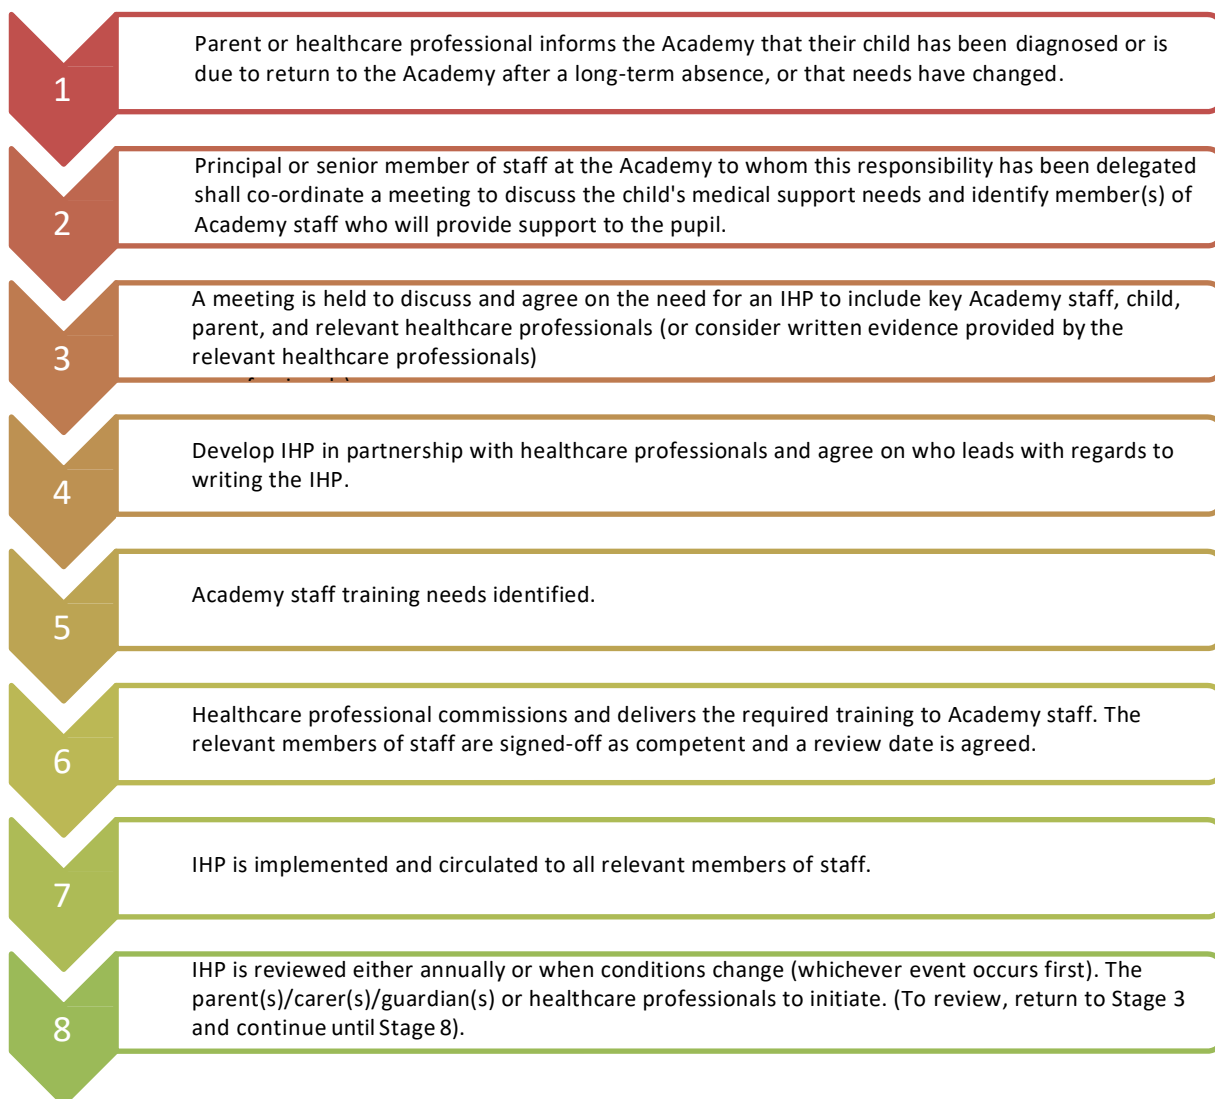 1
Parent or healthcare professional informs the Academy that their child has been diagnosed or is
due to return to the Academy after a long-term absence, or that needs have changed.
2
Principal or senior member of staff at the Academy to whom this responsibility has been delegated
shall co-ordinate a meeting to discuss the child's medical support needs and identify member(s) of
Academy staff who will provide support to the pupil.
3
A meeting is held to discuss and agree on the need for an IHP to include key Academy staff, child,
parent, and relevant healthcare professionals (or consider written evidence provided by the
relevant healthcare professionals)
4
Develop IHP in partnership with healthcare professionals and agree on who leads with regards to
writing the IHP.
5
Academy staff training needs identified.
6
Healthcare professional commissions and delivers the required training to Academy staff. The
relevant members of staff are signed-off as competent and a review date is agreed.
7
IHP is implemented and circulated to all relevant members of staff.
8
IHP is reviewed either annually or when conditions change (whichever event occurs first). The
parent(s)/carer(s)/guardian(s) or healthcare professionals to initiate. (To review, return to Stage 3
and continue until Stage 8).